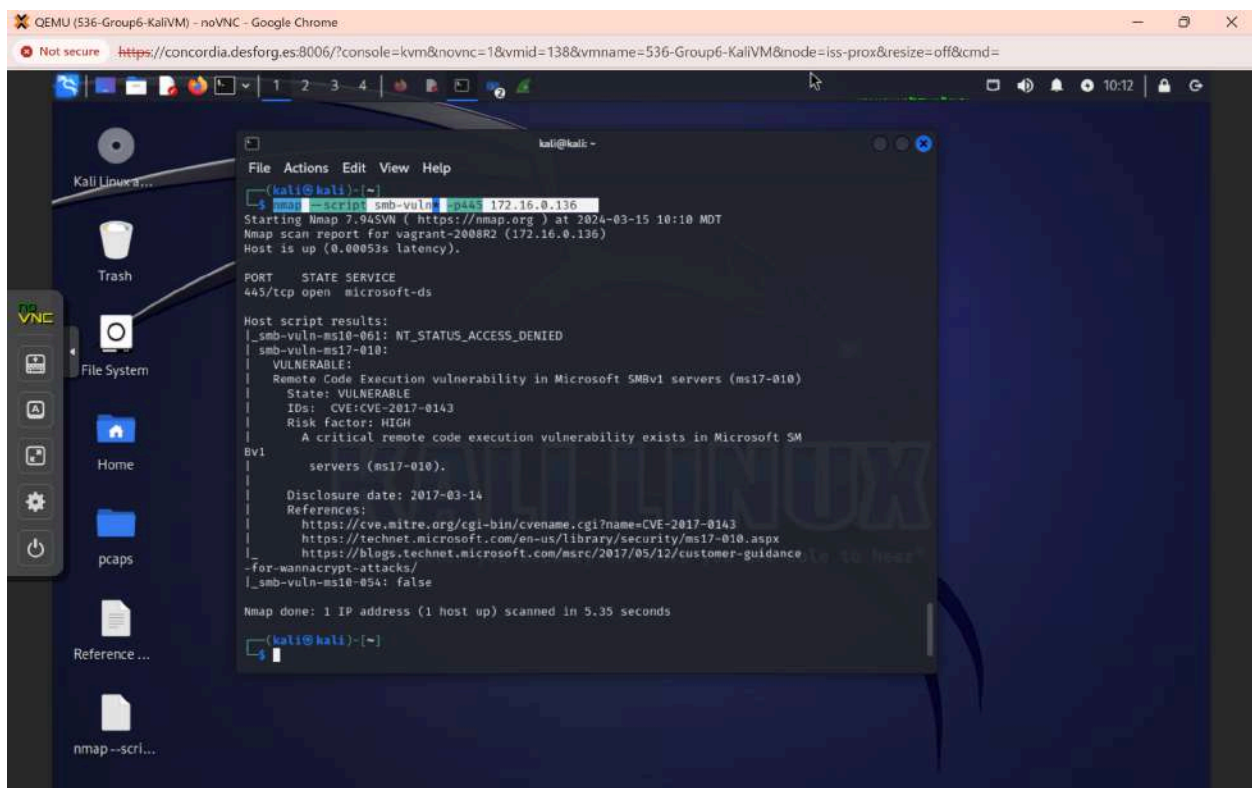 QEMU (536-Group6-KaliVM) - noVNC - Google Chrome
Not secure https://concordia.desforg.es:8006/?console=kvm&novnc=1&vmid=138&vmname=536-Group6-KaliVM&node=iss-prox&resize=off&cmd=
1 2 3 4 2 10:12
kali@kali: ~
File Actions Edit View Help
Kali Linux a...
Trash
File System
Home
pcaps
Reference ...
nmap --scri...
noVNC
(kali㉿kali)-[~]
$ nmap --script smb-vuln* -p445 172.16.0.136
Starting Nmap 7.94SVN ( https://nmap.org ) at 2024-03-15 10:10 MDT
Nmap scan report for vagrant-2008R2 (172.16.0.136)
Host is up (0.00053s latency).
PORT    STATE SERVICE
445/tcp open  microsoft-ds
Host script results:
|_smb-vuln-ms10-061: NT_STATUS_ACCESS_DENIED
| smb-vuln-ms17-010:
|   VULNERABLE:
|   Remote Code Execution vulnerability in Microsoft SMBv1 servers (ms17-010)
|     State: VULNERABLE
|     IDs:  CVE:CVE-2017-0143
|     Risk factor: HIGH
|       A critical remote code execution vulnerability exists in Microsoft SM
Bv1
|        servers (ms17-010).
|
|     Disclosure date: 2017-03-14
|     References:
|       https://cve.mitre.org/cgi-bin/cvename.cgi?name=CVE-2017-0143
|       https://technet.microsoft.com/en-us/library/security/ms17-010.aspx
|_      https://blogs.technet.microsoft.com/msrc/2017/05/12/customer-guidance
-for-wannacrypt-attacks/
|_smb-vuln-ms10-054: false
Nmap done: 1 IP address (1 host up) scanned in 5.35 seconds
(kali㉿kali)-[~]
$
KALI LINUX